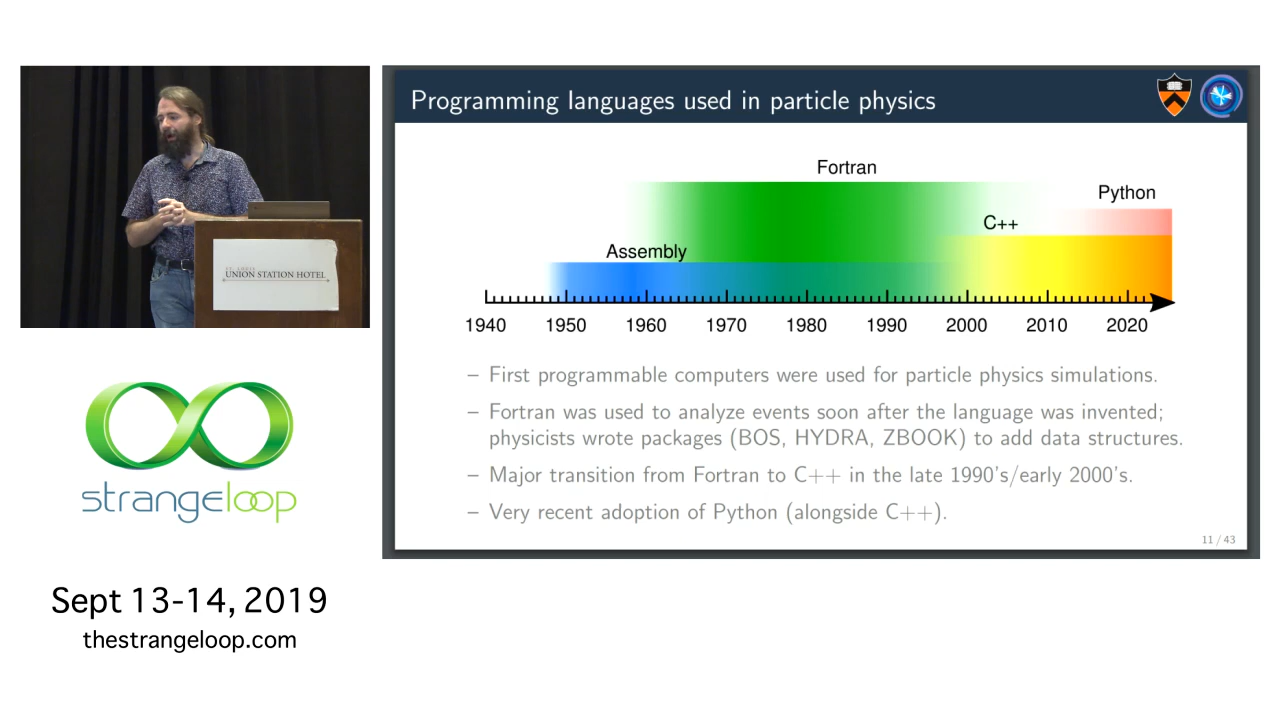 Programming languages used in particle physics
Fortran
Python
C++
Assembly
1940 1950 1960 1970 1980 1990 2000 2010 2020
– First programmable computers were used for particle physics simulations.
– Fortran was used to analyze events soon after the language was invented;
physicists wrote packages (BOS, HYDRA, ZBOOK) to add data structures.
– Major transition from Fortran to C++ in the late 1990's/early 2000's.
– Very recent adoption of Python (alongside C++).
11 / 43
UNION STATION HOTEL
strangeloop
Sept 13-14, 2019
thestrangeloop.com